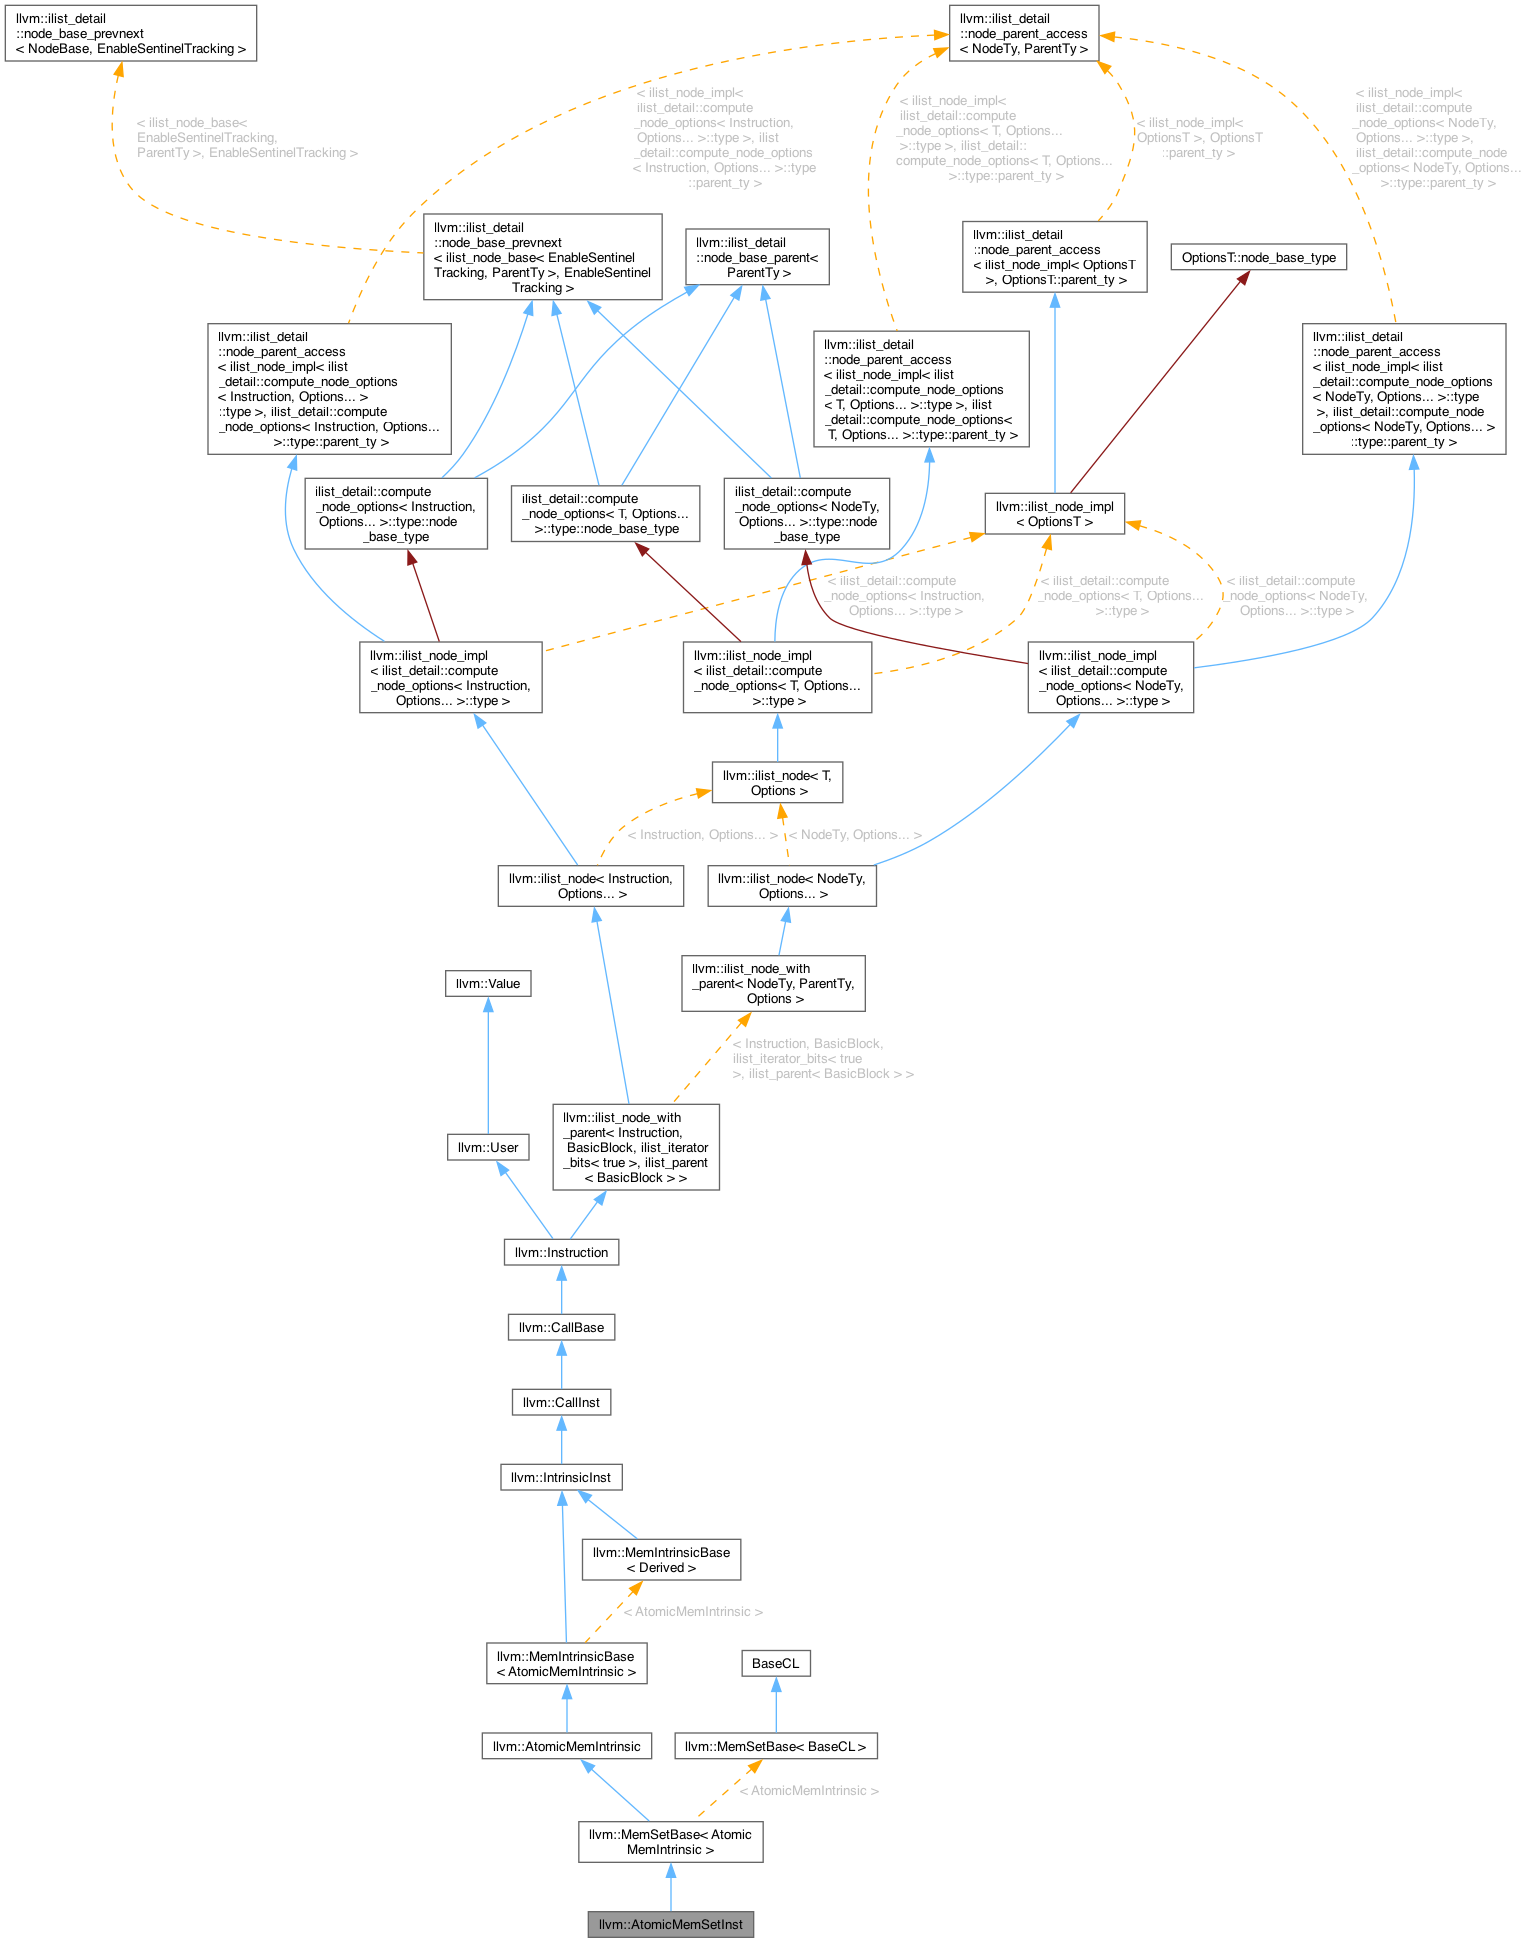 llvm::ilist_detail
::node_base_prevnext
< NodeBase, EnableSentinelTracking >
llvm::ilist_detail
::node_parent_access
< NodeTy, ParentTy >
< ilist_node_base<
EnableSentinelTracking,
ParentTy >, EnableSentinelTracking >
< ilist_node_impl<
ilist_detail::compute
_node_options< Instruction,
Options... >::type >, ilist
_detail::compute_node_options
< Instruction, Options... >::type
::parent_ty >
< ilist_node_impl<
ilist_detail::compute
_node_options< T, Options...
>::type >, ilist_detail::
compute_node_options< T, Options...
>::type::parent_ty >
< ilist_node_impl<
OptionsT >, OptionsT
::parent_ty >
< ilist_node_impl<
ilist_detail::compute
_node_options< NodeTy,
Options... >::type >,
ilist_detail::compute_node
_options< NodeTy, Options...
>::type::parent_ty >
llvm::ilist_detail
::node_base_prevnext
< ilist_node_base< EnableSentinel
Tracking, ParentTy >, EnableSentinel
Tracking >
llvm::ilist_detail
::node_base_parent<
ParentTy >
llvm::ilist_detail
::node_parent_access
< ilist_node_impl< OptionsT
>, OptionsT::parent_ty >
OptionsT::node_base_type
llvm::ilist_detail
::node_parent_access
< ilist_node_impl< ilist
_detail::compute_node_options
< Instruction, Options... >
::type >, ilist_detail::compute
_node_options< Instruction, Options...
>::type::parent_ty >
llvm::ilist_detail
::node_parent_access
< ilist_node_impl< ilist
_detail::compute_node_options
< T, Options... >::type >, ilist
_detail::compute_node_options<
T, Options... >::type::parent_ty >
llvm::ilist_detail
::node_parent_access
< ilist_node_impl< ilist
_detail::compute_node_options
< NodeTy, Options... >::type
>, ilist_detail::compute_node
_options< NodeTy, Options... >
::type::parent_ty >
ilist_detail::compute
_node_options< Instruction,
Options... >::type::node
_base_type
ilist_detail::compute
_node_options< T, Options...
>::type::node_base_type
ilist_detail::compute
_node_options< NodeTy,
Options... >::type::node
_base_type
llvm::ilist_node_impl
< OptionsT >
< ilist_detail::compute
_node_options< Instruction,
Options... >::type >
< ilist_detail::compute
_node_options< T, Options...
>::type >
< ilist_detail::compute
_node_options< NodeTy,
Options... >::type >
llvm::ilist_node_impl
< ilist_detail::compute
_node_options< Instruction,
Options... >::type >
llvm::ilist_node_impl
< ilist_detail::compute
_node_options< T, Options...
>::type >
llvm::ilist_node_impl
< ilist_detail::compute
_node_options< NodeTy,
Options... >::type >
llvm::ilist_node< T,
Options >
< Instruction, Options... >
< NodeTy, Options... >
llvm::ilist_node< Instruction,
Options... >
llvm::ilist_node< NodeTy,
Options... >
llvm::Value
llvm::ilist_node_with
_parent< NodeTy, ParentTy,
Options >
< Instruction, BasicBlock,
ilist_iterator_bits< true
>, ilist_parent< BasicBlock > >
llvm::User
llvm::ilist_node_with
_parent< Instruction,
BasicBlock, ilist_iterator
_bits< true >, ilist_parent
< BasicBlock > >
llvm::Instruction
llvm::CallBase
llvm::CallInst
llvm::IntrinsicInst
llvm::MemIntrinsicBase
< Derived >
< AtomicMemIntrinsic >
llvm::MemIntrinsicBase
< AtomicMemIntrinsic >
BaseCL
llvm::AtomicMemIntrinsic
llvm::MemSetBase< BaseCL >
< AtomicMemIntrinsic >
llvm::MemSetBase< Atomic
MemIntrinsic >
llvm::AtomicMemSetInst